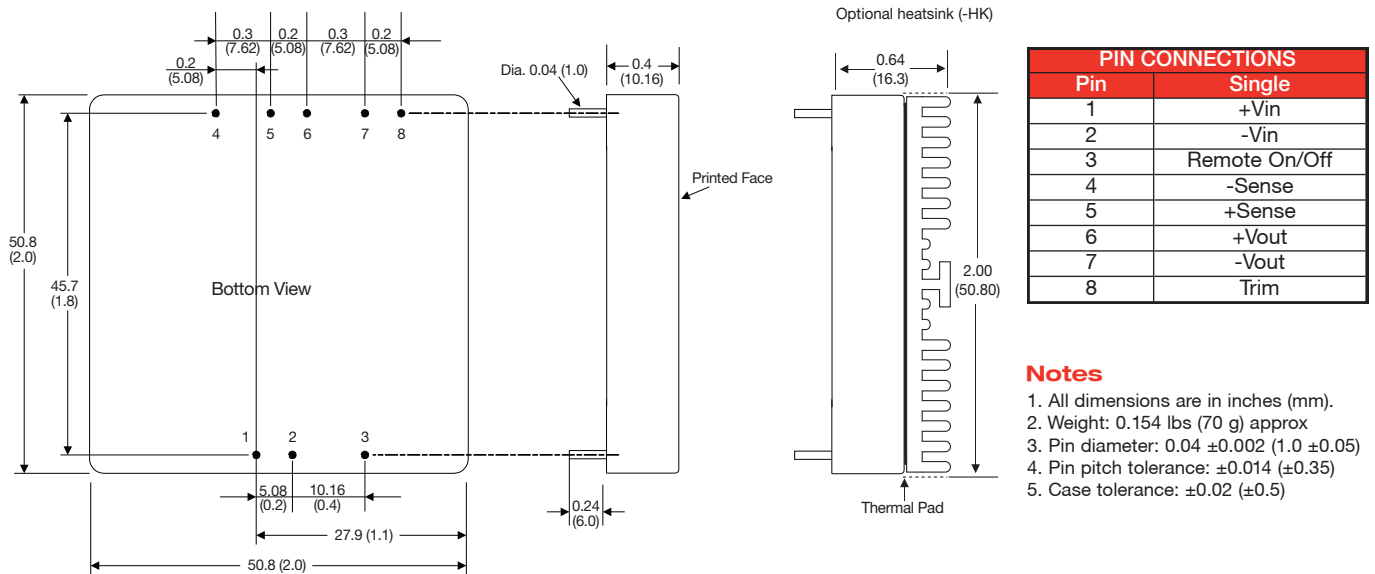 Optional heatsink (-HK)
0.3
(7.62)
0.2
(5.08)
0.3
(7.62)
0.2
(5.08)
0.2
(5.08)
Dia. 0.04 (1.0)
0.4
(10.16)
0.64
(16.3)
4
5
6
7
8
Printed Face
50.8
(2.0)
45.7
(1.8)
Bottom View
2.00
(50.80)
1
2
3
5.08
(0.2)
10.16
(0.4)
0.24
(6.0)
Thermal Pad
27.9 (1.1)
50.8 (2.0)
PIN CONNECTIONS
Pin Single
1 +Vin
2 -Vin
3 Remote On/Off
4 -Sense
5 +Sense
6 +Vout
7 -Vout
8 Trim
Notes
1. All dimensions are in inches (mm).
2. Weight: 0.154 lbs (70 g) approx
3. Pin diameter: 0.04 ±0.002 (1.0 ±0.05)
4. Pin pitch tolerance: ±0.014 (±0.35)
5. Case tolerance: ±0.02 (±0.5)